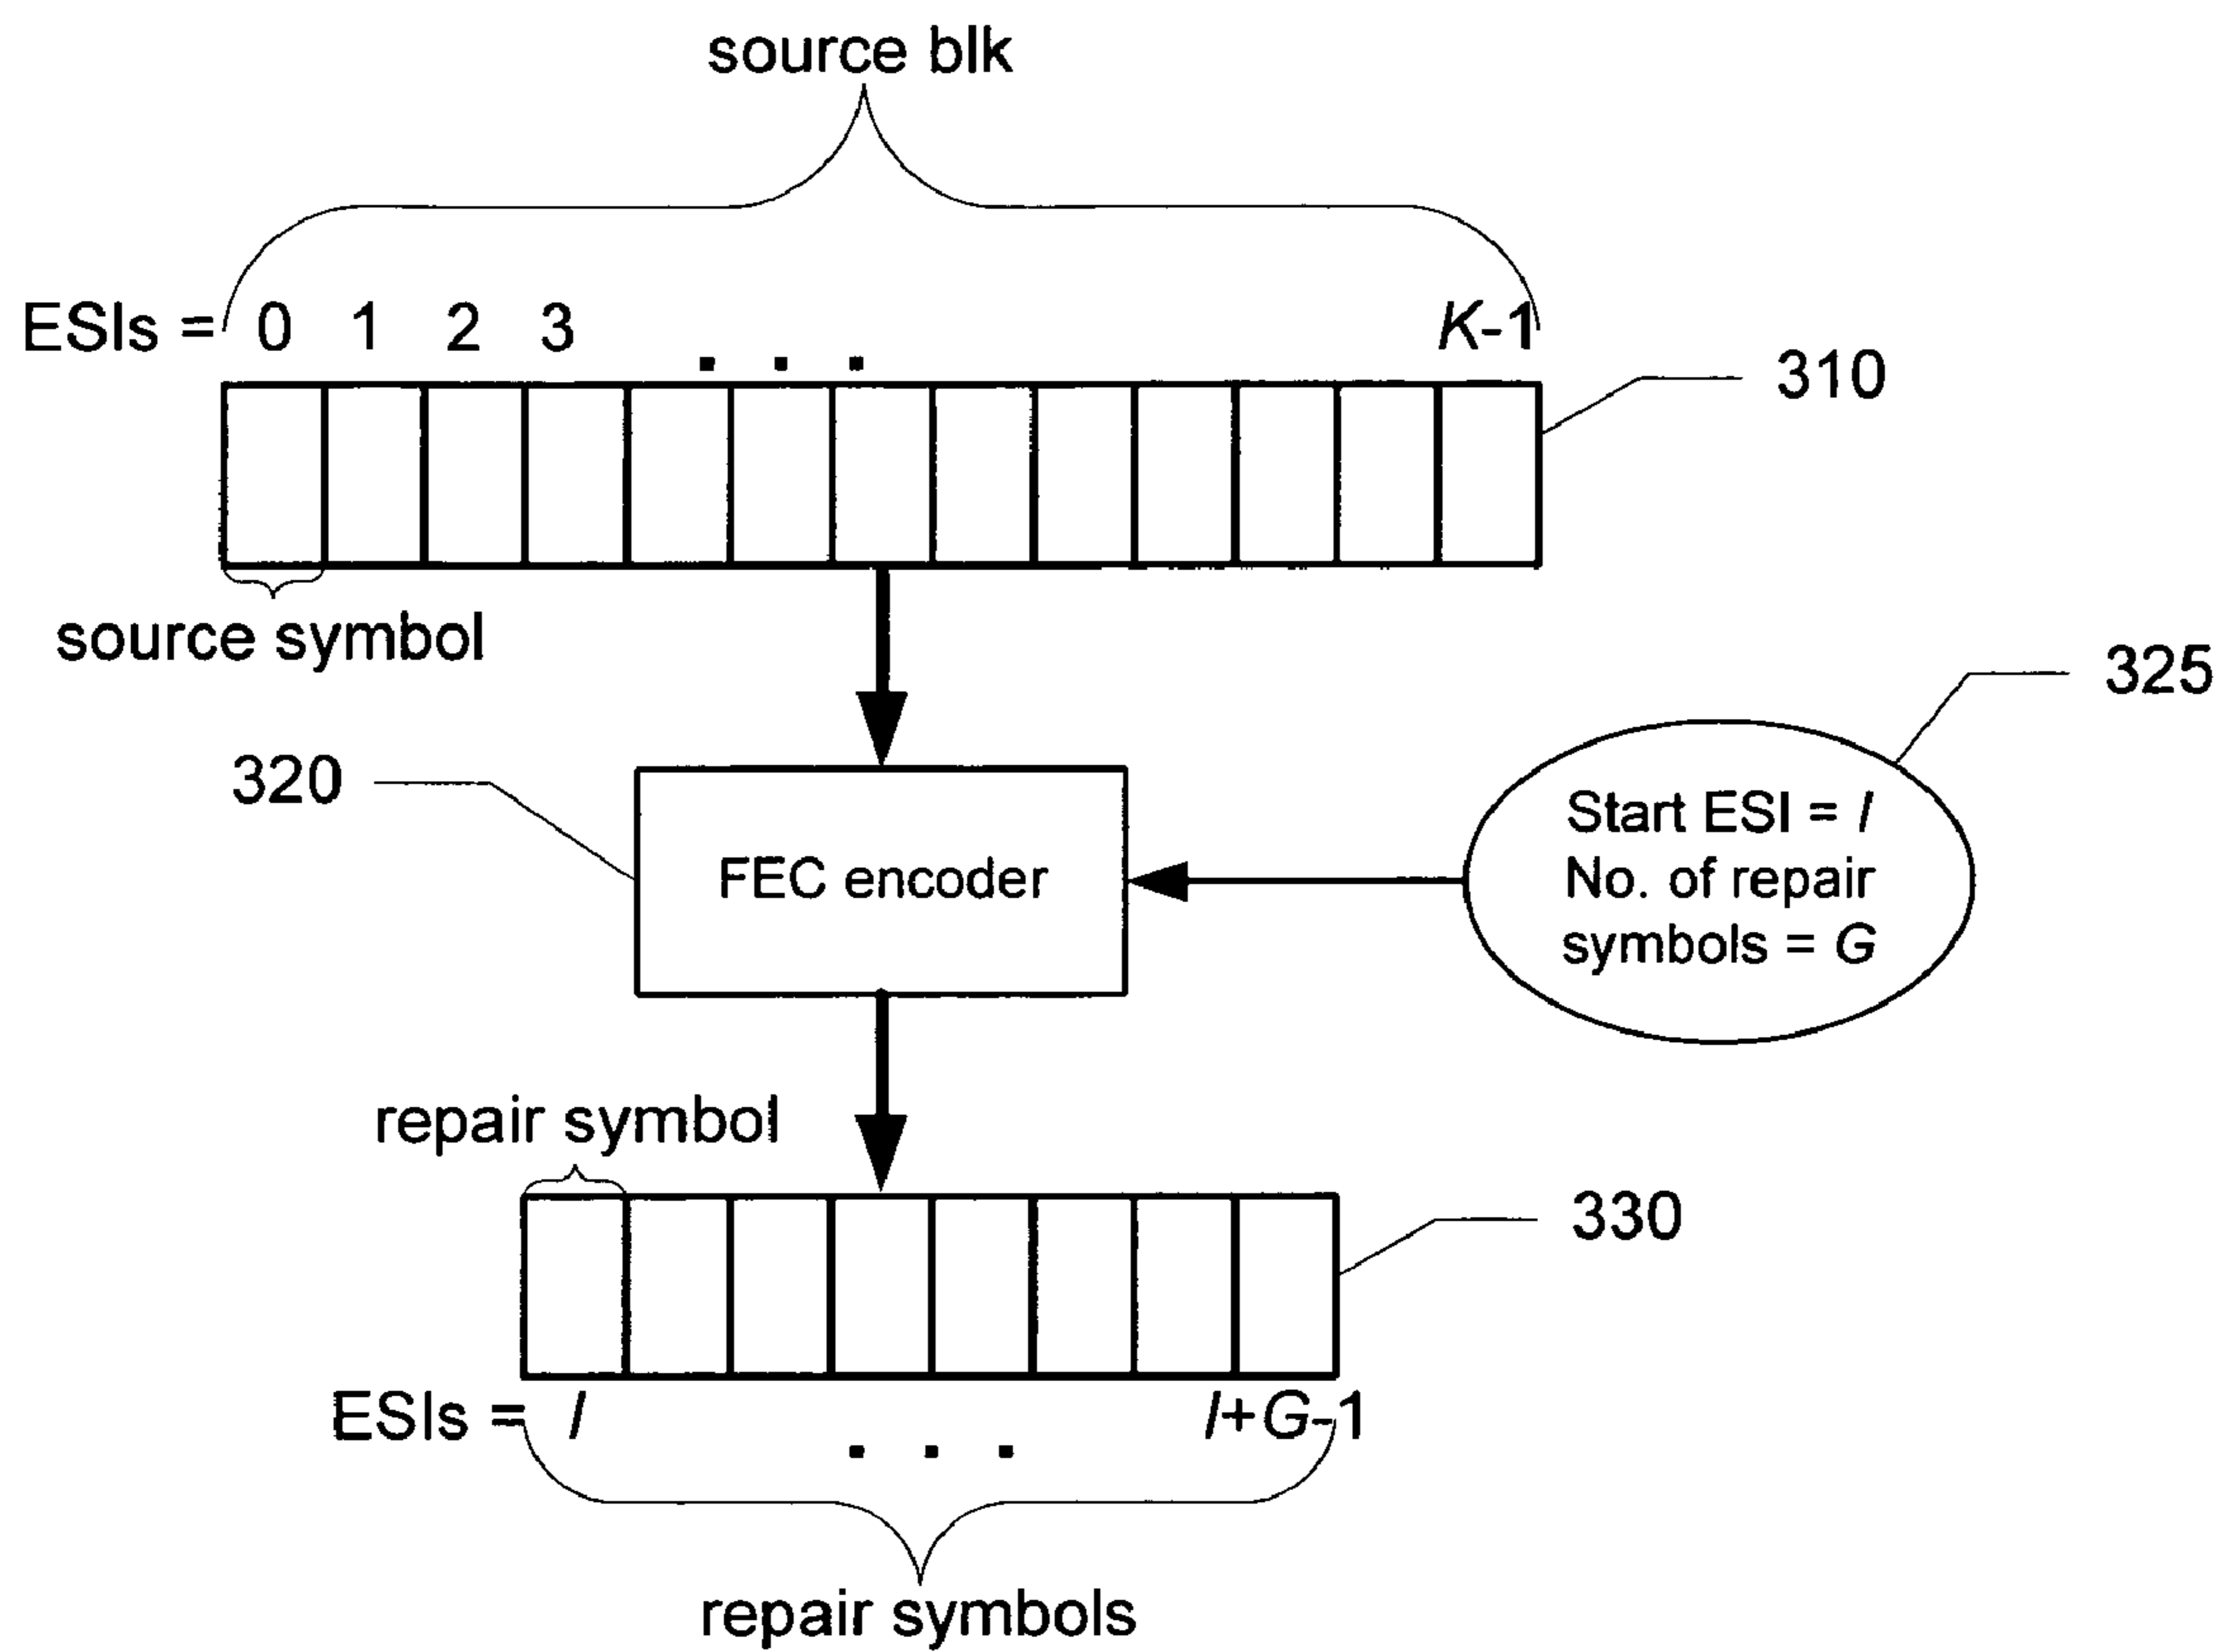 source blk
ESIs = 0 1 2 3 . . . K-1
310
source symbol
325
320
Start ESI = I
No. of repair
symbols = G
FEC encoder
repair symbol
330
ESIs = I . . . I+G-1
repair symbols